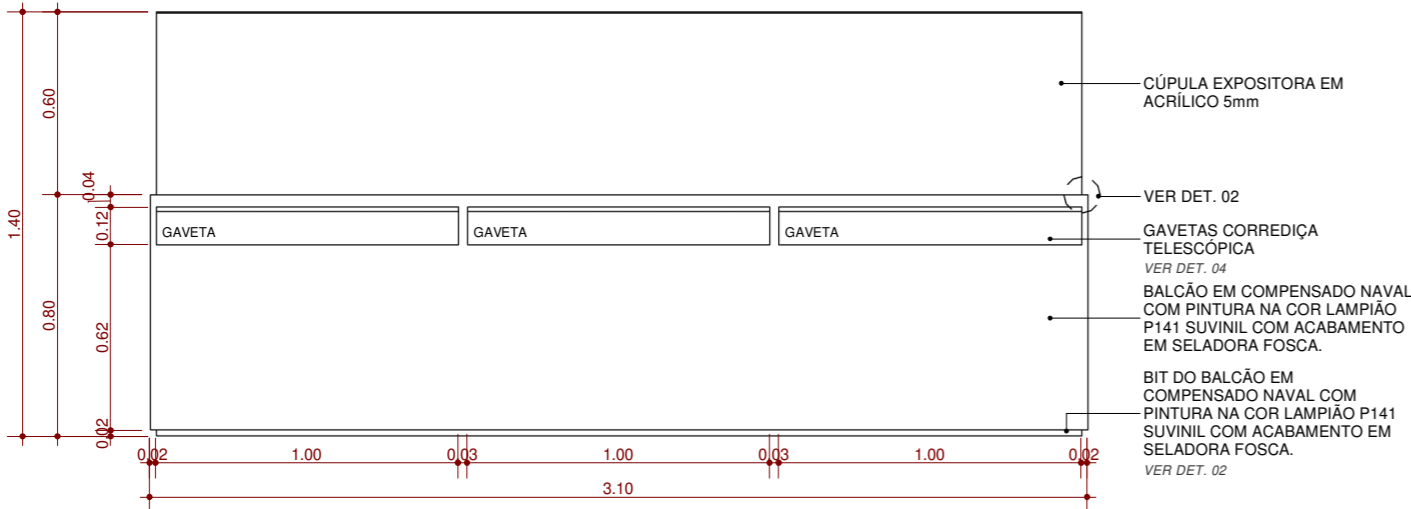 CÚPULA EXPOSITORA EM
ACRÍLICO 5mm
0.60
1.40
0.04
0.12
0.80
0.62
0.02
VER DET. 02
GAVETA
GAVETA
GAVETA
GAVETAS CORREDIÇA
TELESCÓPICA
VER DET. 04
BALCÃO EM COMPENSADO NAVAL
COM PINTURA NA COR LAMPIÃO
P141 SUVINIL COM ACABAMENTO
EM SELADORA FOSCA.
BIT DO BALCÃO EM
COMPENSADO NAVAL COM
PINTURA NA COR LAMPIÃO P141
SUVINIL COM ACABAMENTO EM
SELADORA FOSCA.
VER DET. 02
0.02
1.00
0.03
1.00
0.03
1.00
0.02
3.10